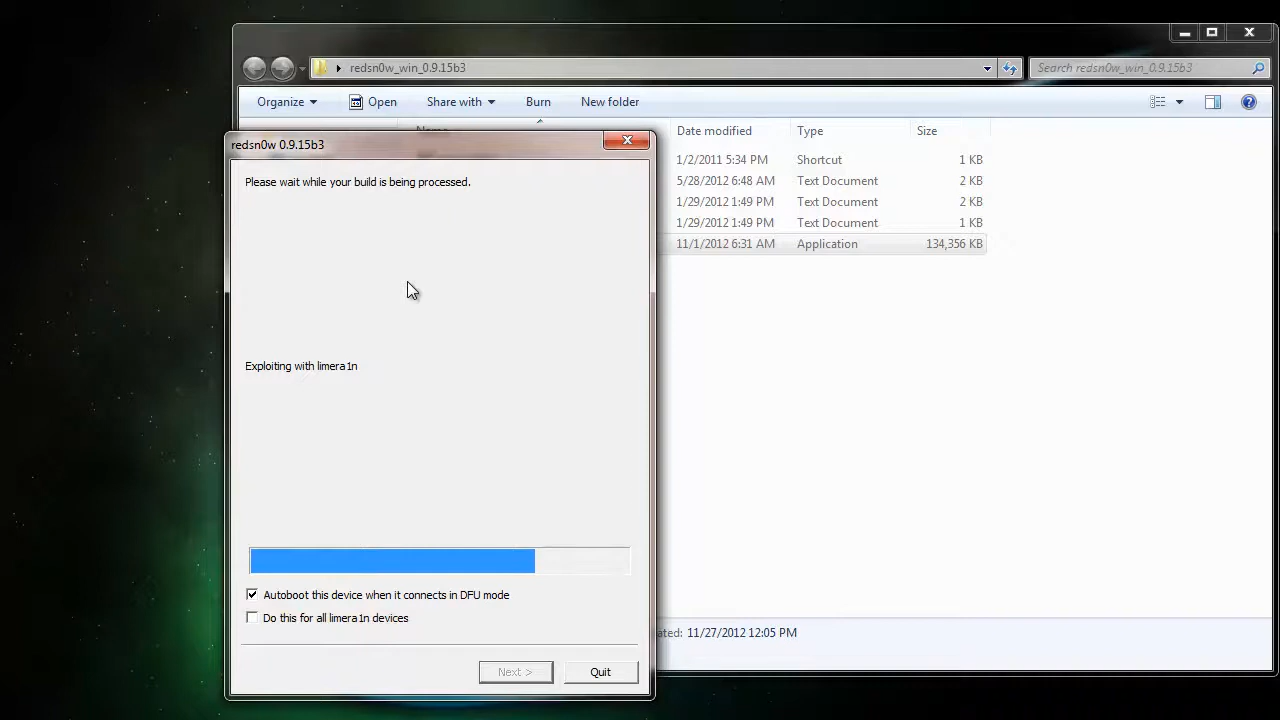 redsn0w_win_0.9.15b3
Search redsn0w_win_0.9.15b3
Organize
Open
Share with
Burn
New folder
Name
Date modified
Type
Size
1/2/2011 5:34 PM
Shortcut
1 KB
5/28/2012 6:48 AM
Text Document
2 KB
1/29/2012 1:49 PM
Text Document
2 KB
1/29/2012 1:49 PM
Text Document
1 KB
11/1/2012 6:31 AM
Application
134,356 KB
ated: 11/27/2012 12:05 PM
redsn0w 0.9.15b3
Please wait while your build is being processed.
Exploiting with limera1n
Autoboot this device when it connects in DFU mode
Do this for all limera1n devices
Next >
Quit